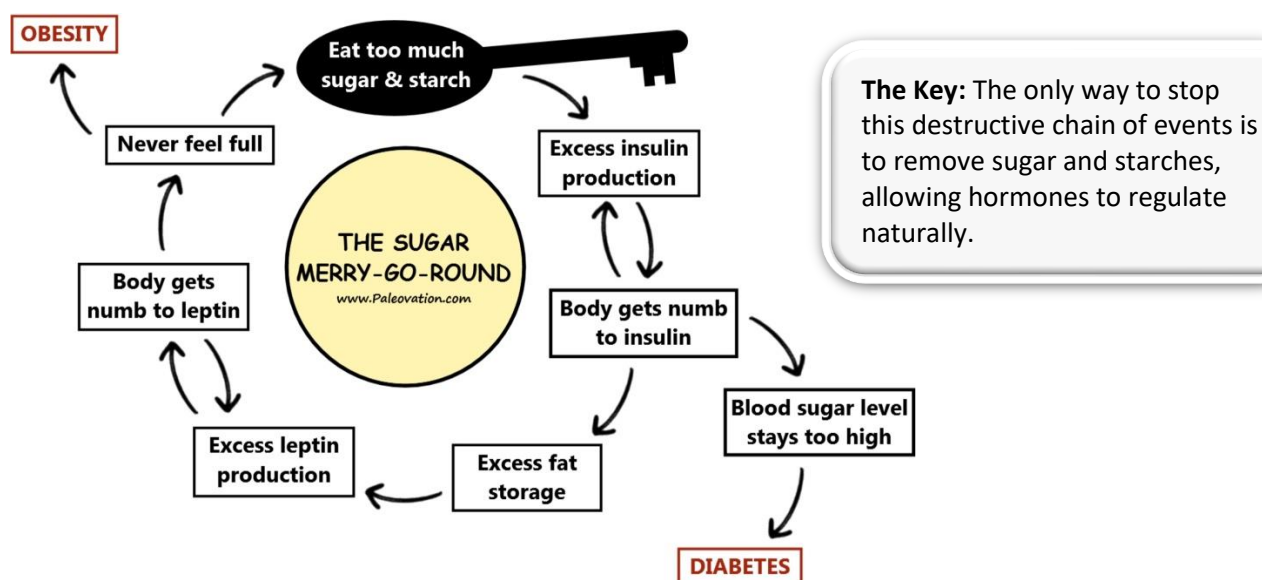 OBESITY
Eat too much
sugar & starch
The Key: The only way to stop
this destructive chain of events is
to remove sugar and starches,
allowing hormones to regulate
naturally.
Never feel full
Excess insulin
production
THE SUGAR
MERRY-GO-ROUND
www.Paleovation.com
Body gets
numb to leptin
Body gets numb
to insulin
Blood sugar level
stays too high
Excess leptin
production
Excess fat
storage
DIABETES